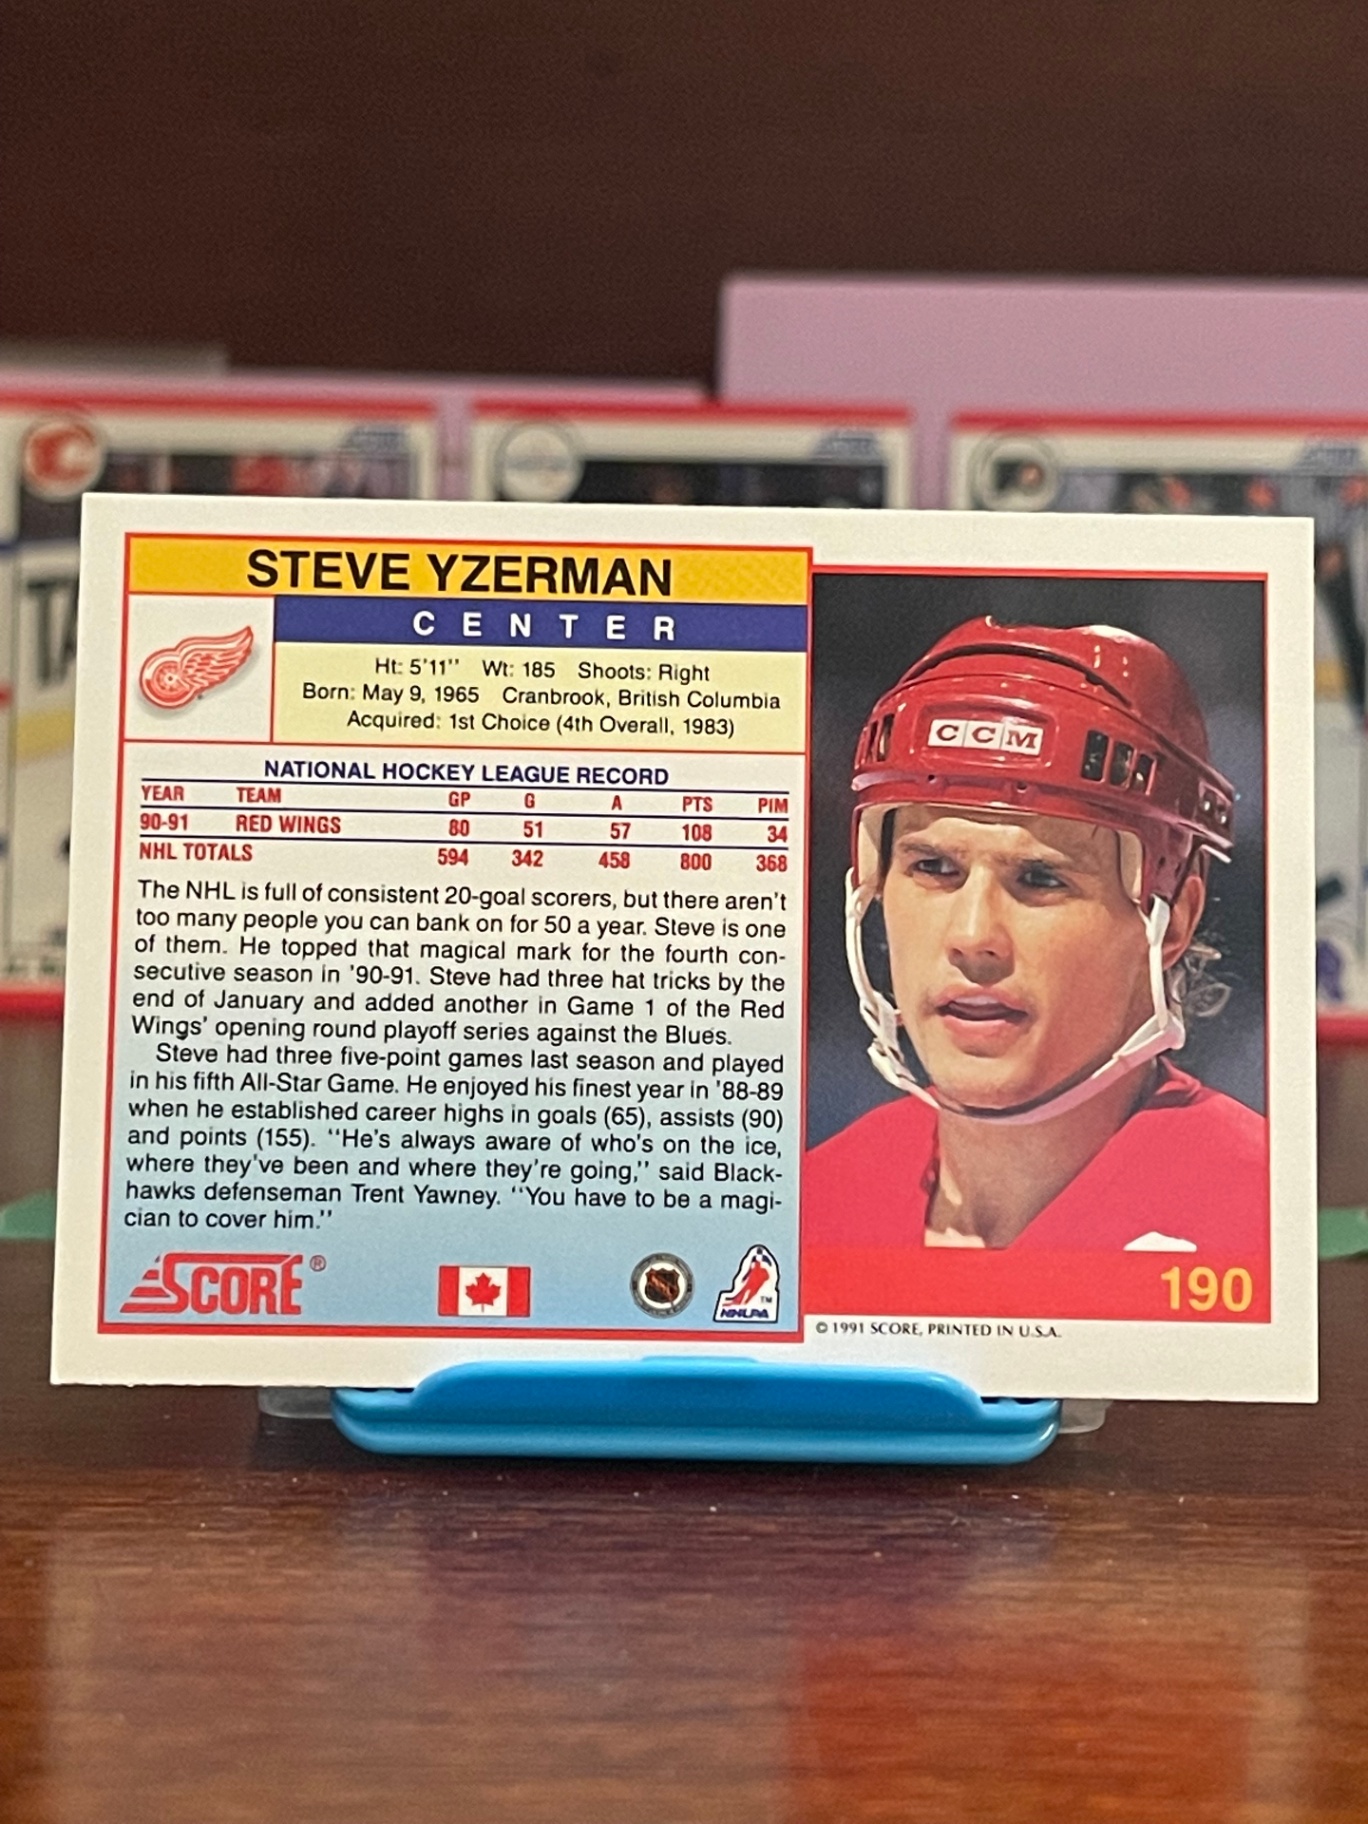 STEVE YZERMAN
CENTER
Ht: 5'11'' Wt: 185 Shoots: Right
Born: May 9, 1965 Cranbrook, British Columbia
Acquired: 1st Choice (4th Overall, 1983)
NATIONAL HOCKEY LEAGUE RECORD
YEAR TEAM GP G A PTS PIM
90-91 RED WINGS 80 51 57 108 34
NHL TOTALS 594 342 458 800 368
The NHL is full of consistent 20-goal scorers, but there aren't
too many people you can bank on for 50 a year. Steve is one
of them. He topped that magical mark for the fourth con-
secutive season in '90-91. Steve had three hat tricks by the
end of January and added another in Game 1 of the Red
Wings' opening round playoff series against the Blues.
Steve had three five-point games last season and played
in his fifth All-Star Game. He enjoyed his finest year in '88-89
when he established career highs in goals (65), assists (90)
and points (155). ''He's always aware of who's on the ice,
where they've been and where they're going,'' said Black-
hawks defenseman Trent Yawney. ''You have to be a magi-
cian to cover him.''
SCORE®
NHLPA
TM
CCM
190
© 1991 SCORE, PRINTED IN U.S.A.
TA